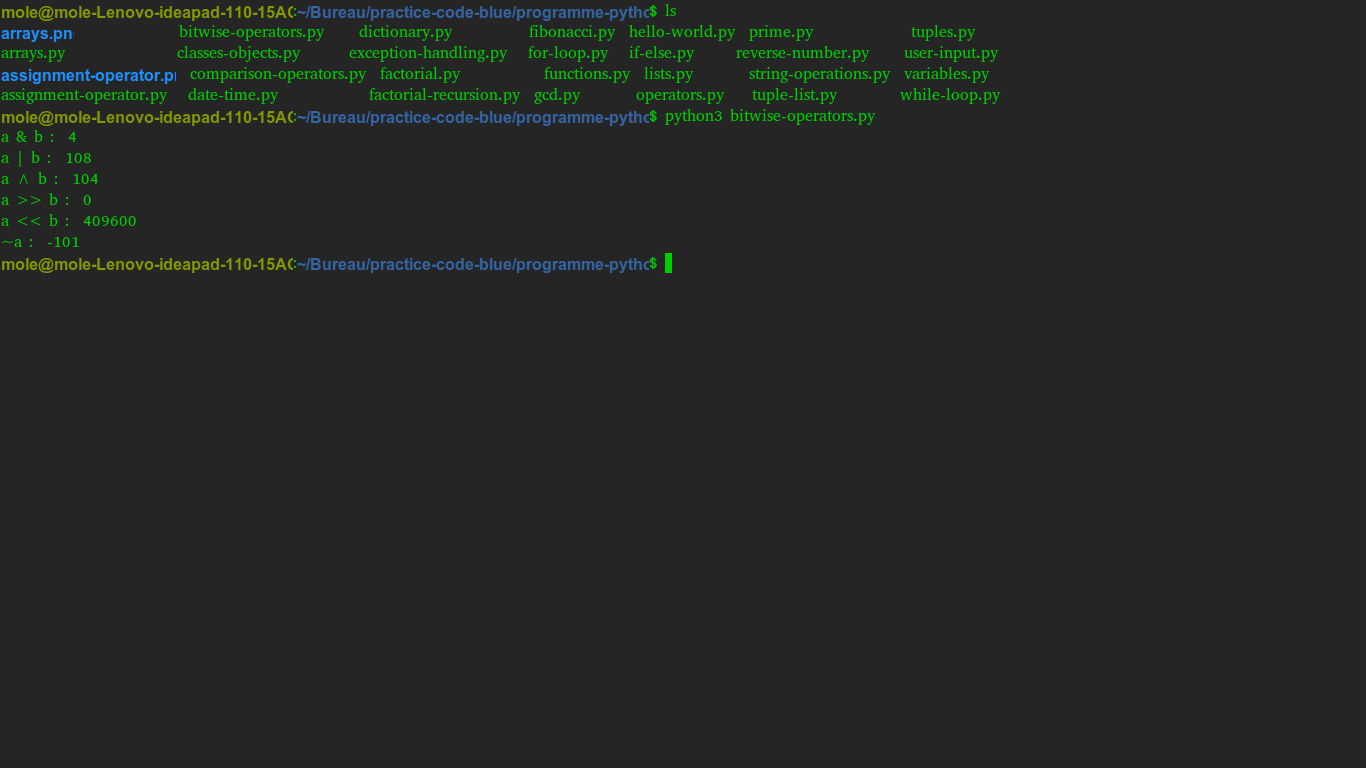 mole@mole-Lenovo-ideapad-110-15AC:~/Bureau/practice-code-blue/programme-pytho$ ls
arrays.pn bitwise-operators.py dictionary.py fibonacci.py hello-world.py prime.py tuples.py
arrays.py classes-objects.py exception-handling.py for-loop.py if-else.py reverse-number.py user-input.py
assignment-operator.pn comparison-operators.py factorial.py functions.py lists.py string-operations.py variables.py
assignment-operator.py date-time.py factorial-recursion.py gcd.py operators.py tuple-list.py while-loop.py
mole@mole-Lenovo-ideapad-110-15AC:~/Bureau/practice-code-blue/programme-pytho$ python3 bitwise-operators.py
a & b : 4
a | b : 108
a ^ b : 104
a >> b : 0
a << b : 409600
~a : -101
mole@mole-Lenovo-ideapad-110-15AC:~/Bureau/practice-code-blue/programme-pytho$